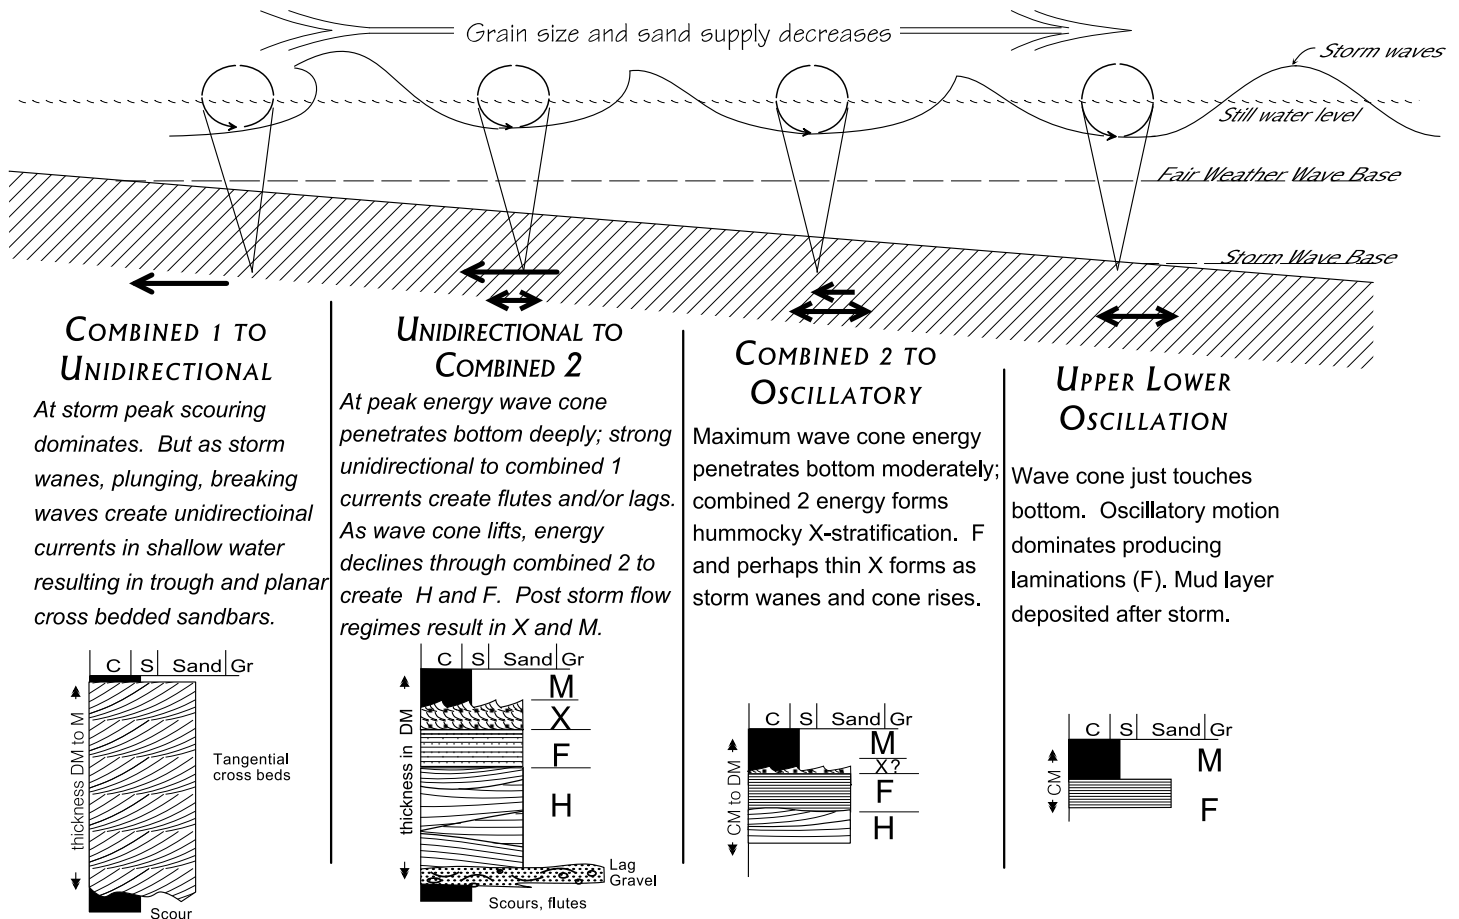 Grain size and sand supply decreases
Storm waves
Still water level
Fair Weather Wave Base
Storm Wave Base
COMBINED 1 TO
UNIDIRECTIONAL
At storm peak scouring
dominates. But as storm
wanes, plunging, breaking
waves create unidirectioinal
currents in shallow water
resulting in trough and planar
cross bedded sandbars.
C S Sand Gr
thickness DM to M
Tangential
cross beds
Scour
UNIDIRECTIONAL TO
COMBINED 2
At peak energy wave cone
penetrates bottom deeply; strong
unidirectional to combined 1
currents create flutes and/or lags.
As wave cone lifts, energy
declines through combined 2 to
create H and F. Post storm flow
regimes result in X and M.
C S Sand Gr
thickness in DM
M
X
F
H
Lag
Gravel
Scours, flutes
COMBINED 2 TO
OSCILLATORY
Maximum wave cone energy
penetrates bottom moderately;
combined 2 energy forms
hummocky X-stratification. F
and perhaps thin X forms as
storm wanes and cone rises.
C S Sand Gr
CM to DM
M
X?
F
H
UPPER LOWER
OSCILLATION
Wave cone just touches
bottom. Oscillatory motion
dominates producing
laminations (F). Mud layer
deposited after storm.
C S Sand Gr
CM
M
F